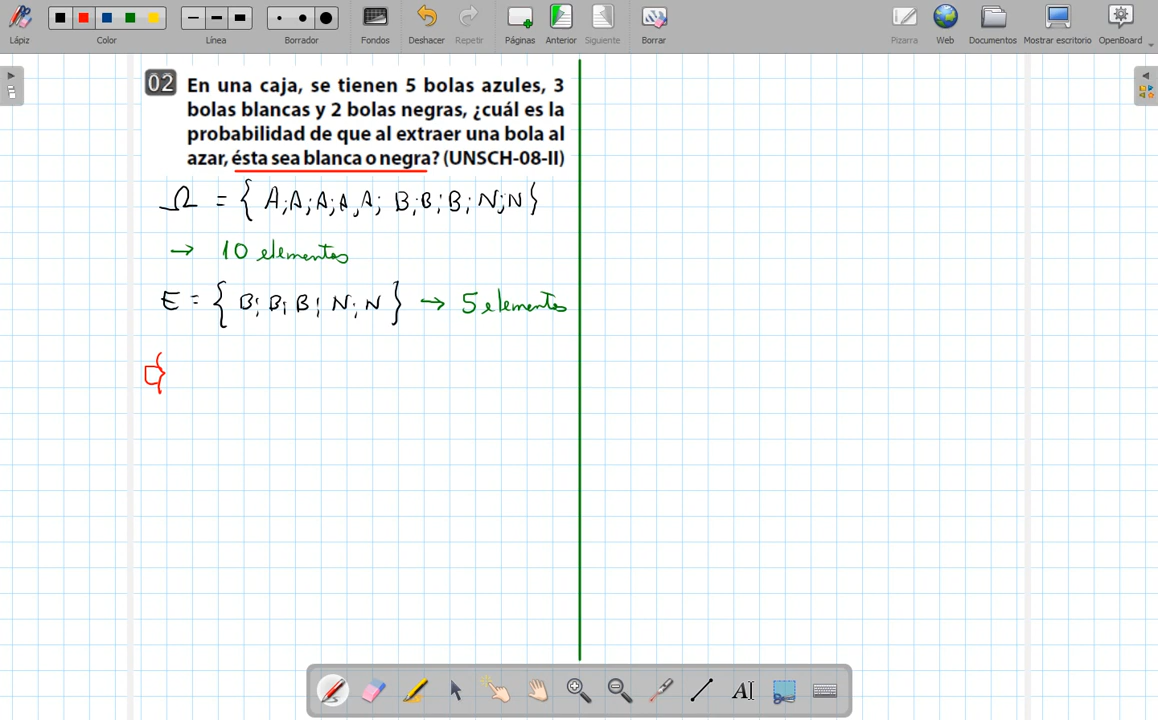 Lápiz
Color
Línea
Borrador
Fondos
Deshacer
Repetir
Páginas
Anterior
Siguiente
Borrar
Pizarra
Web
Documentos
Mostrar escritorio
OpenBoard
02 En una caja, se tienen 5 bolas azules, 3
bolas blancas y 2 bolas negras, ¿cuál es la
probabilidad de que al extraer una bola al
azar, ésta sea blanca o negra? (UNSCH-08-II)
Ω = { A;A;A;A,A; B;B;B;N;N}
→ 10 elementos
E = { B; B; B; N; N } → 5 elementos
AI